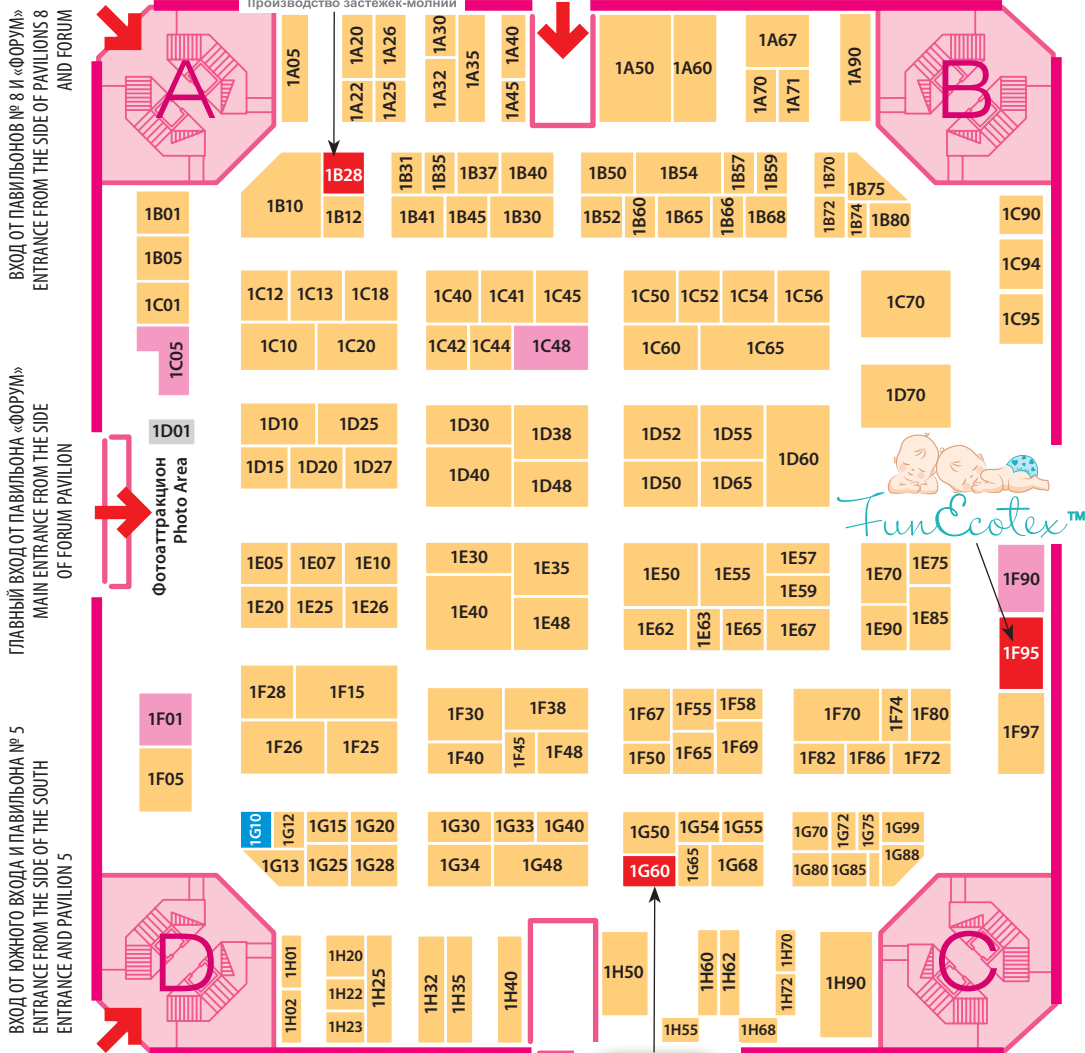 Производство застежек-молний
ВХОД ОТ ПАВИЛЬОНОВ № 8 И «ФОРУМ»
ENTRANCE FROM THE SIDE OF PAVILIONS 8
AND FORUM
A
1A05
1A20
1A26
1A22
1A25
1A30
1A32
1A35
1A40
1A45
1A50
1A60
1A67
1A70
1A71
1A90
B
1B28
1B10
1B12
1B31
1B35
1B37
1B40
1B41
1B45
1B30
1B50
1B54
1B57
1B59
1B52
1B60
1B65
1B66
1B68
1B70
1B72
1B75
1B74
1B80
1B01
1B05
1C01
1C05
1C90
1C94
1C95
1C12
1C13
1C18
1C10
1C20
1C40
1C41
1C45
1C42
1C44
1C48
1C50
1C52
1C54
1C56
1C60
1C65
1C70
ГЛАВНЫЙ ВХОД ОТ ПАВИЛЬОНА «ФОРУМ»
MAIN ENTRANCE FROM THE SIDE
OF FORUM PAVILION
1D01
Фотоаттракцион
Photo Area
1D10
1D25
1D15
1D20
1D27
1D30
1D38
1D40
1D48
1D52
1D55
1D60
1D50
1D65
1D70
FunEcotex™
1E05
1E07
1E10
1E20
1E25
1E26
1E30
1E35
1E40
1E48
1E50
1E55
1E57
1E59
1E62
1E63
1E65
1E67
1E70
1E75
1E90
1E85
1F90
1F95
1F97
ВХОД ОТ ЮЖНОГО ВХОДА И ПАВИЛЬОНА № 5
ENTRANCE FROM THE SIDE OF THE SOUTH
ENTRANCE AND PAVILION 5
1F01
1F05
1F28
1F15
1F26
1F25
1F30
1F38
1F40
1F45
1F48
1F67
1F55
1F58
1F50
1F65
1F69
1F70
1F74
1F80
1F82
1F86
1F72
1G10
1G12
1G15
1G20
1G13
1G25
1G28
1G30
1G33
1G40
1G34
1G48
1G50
1G54
1G55
1G60
1G65
1G68
1G70
1G72
1G75
1G99
1G80
1G85
1G88
D
1H01
1H02
1H20
1H22
1H23
1H25
1H32
1H35
1H40
1H50
1H60
1H62
1H55
1H70
1H72
1H68
1H90
C